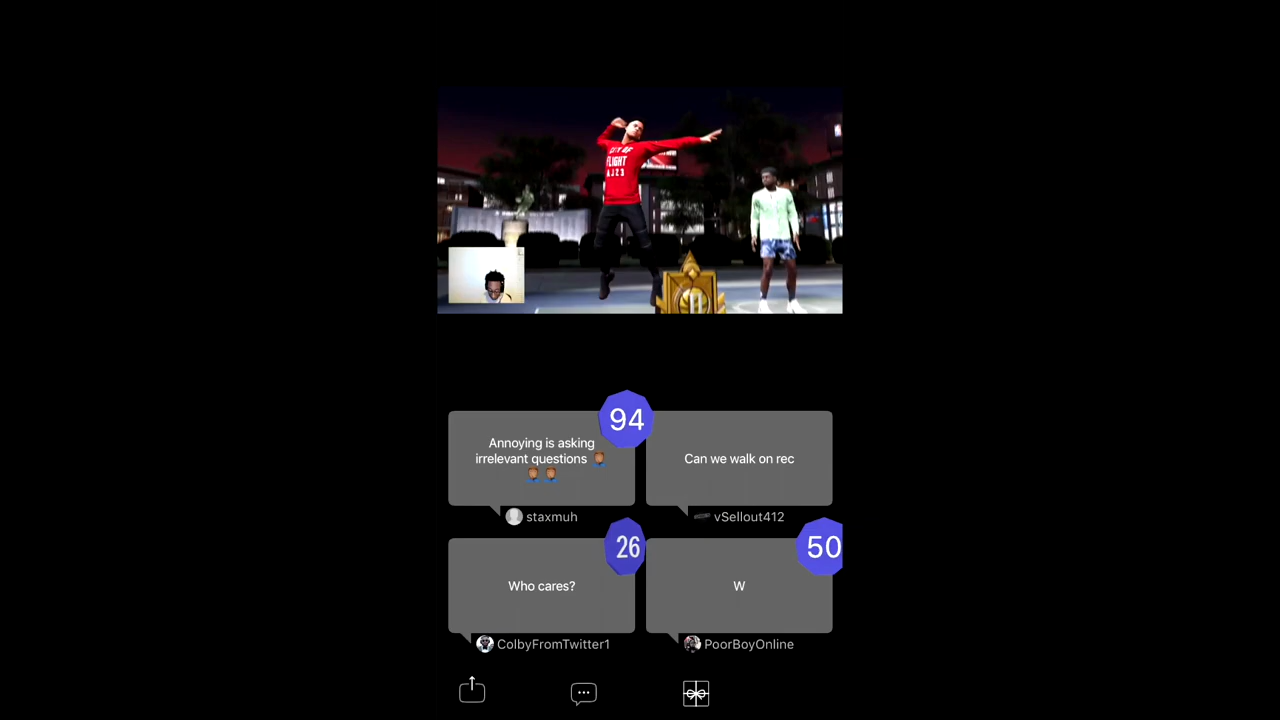 CITY OF
FLIGHT
94
Annoying is asking
irrelevant questions 🤦🏽
🤦🏽 🤦🏽
Can we walk on rec
staxmuh
vSellout412
26
50
Who cares?
W
ColbyFromTwitter1
PoorBoyOnline